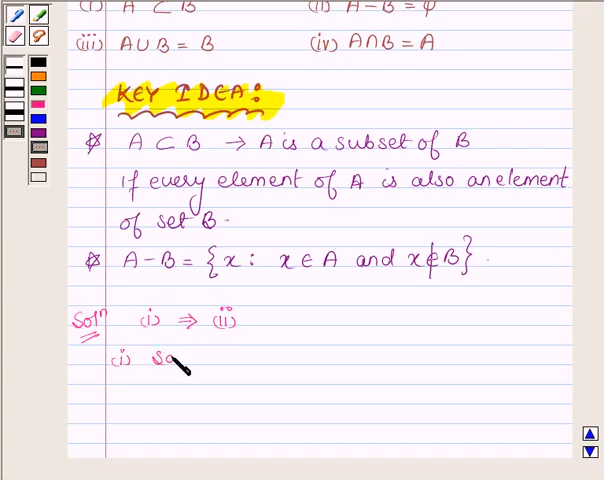 (i) A ⊂ B (ii) A − B = φ
(iii) A ∪ B = B (iv) A ∩ B = A
KEY IDEA:
☆ A ⊂ B → A is a subset of B
if every element of A is also an element
of set B.
☆ A − B = {x : x ∈ A and x ∉ B}.
Solⁿ (i) ⇒ (ii)
(i) Sa